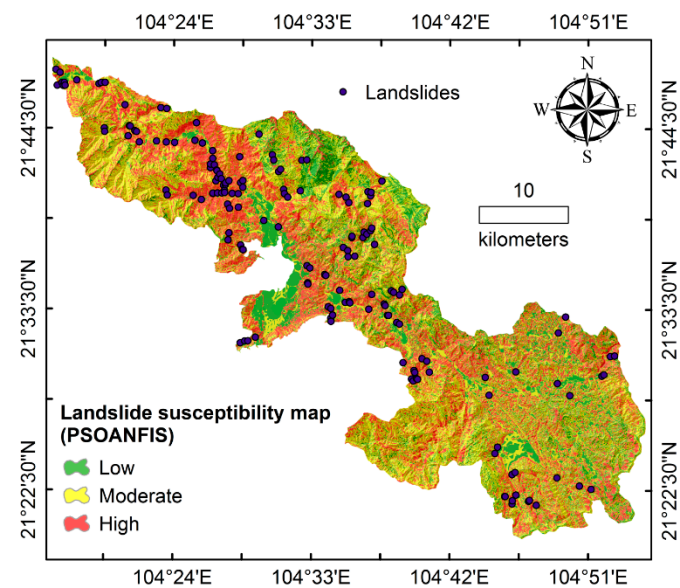 104°24'E 104°33'E 104°42'E 104°51'E
Landslides
N
W E
S
21°44'30"N 21°44'30"N
10
kilometers
21°33'30"N 21°33'30"N
Landslide susceptibility map
(PSOANFIS)
Low
Moderate
High
21°22'30"N 21°22'30"N
104°24'E 104°33'E 104°42'E 104°51'E